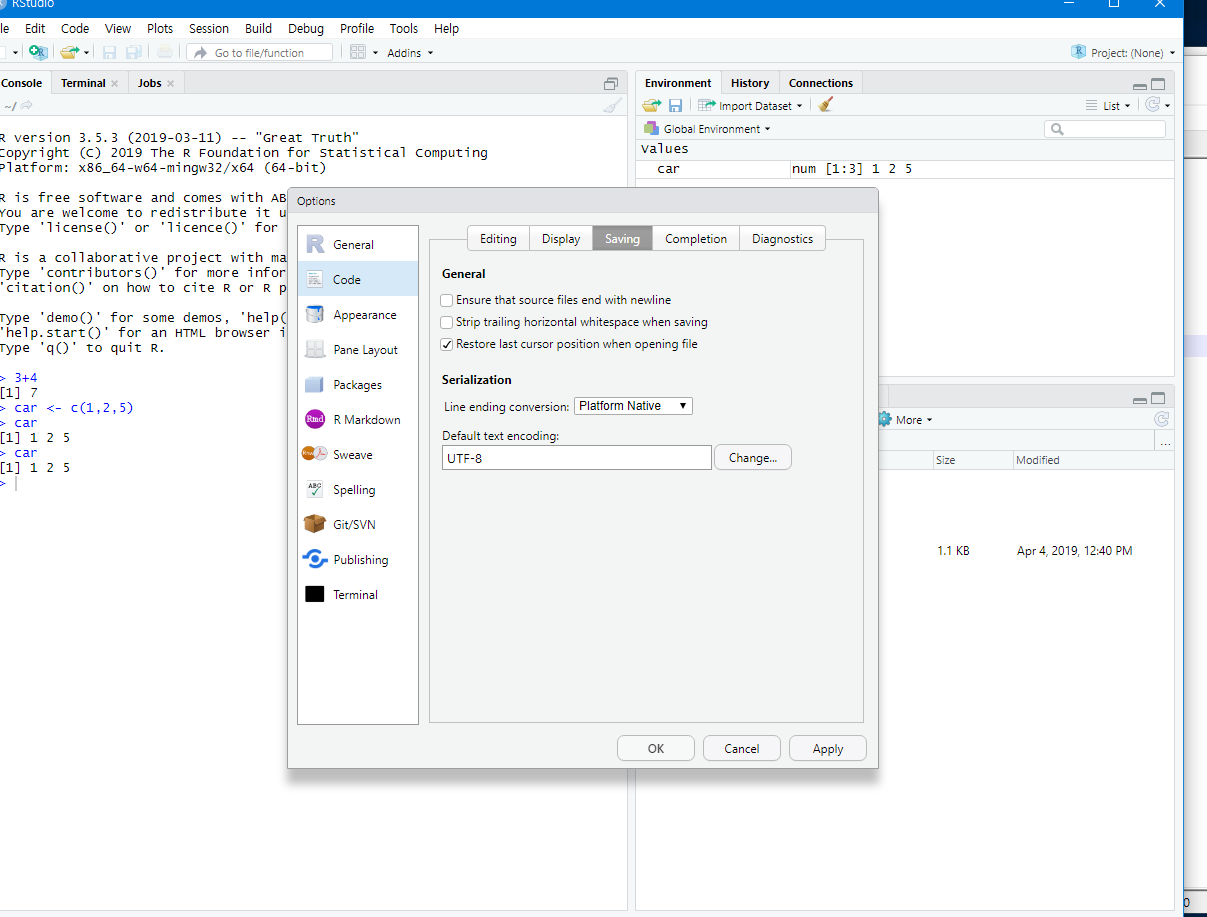 RStudio
le Edit Code View Plots Session Build Debug Profile Tools Help
Go to file/function
Addins
Project: (None)
Console Terminal Jobs
~/
R version 3.5.3 (2019-03-11) -- "Great Truth"
Copyright (C) 2019 The R Foundation for Statistical Computing
Platform: x86_64-w64-mingw32/x64 (64-bit)
R is free software and comes with AB
You are welcome to redistribute it u
Type 'license()' or 'licence()' for
R is a collaborative project with ma
Type 'contributors()' for more infor
'citation()' on how to cite R or R p
Type 'demo()' for some demos, 'help(
'help.start()' for an HTML browser i
Type 'q()' to quit R.
> 3+4
[1] 7
> car <- c(1,2,5)
> car
[1] 1 2 5
> car
[1] 1 2 5
>
Environment History Connections
Import Dataset
List
Global Environment
Values
car num [1:3] 1 2 5
More
...
Size Modified
1.1 KB Apr 4, 2019, 12:40 PM
Options
General
Code
Appearance
Pane Layout
Packages
Rmd R Markdown
Sweave
ABC Spelling
Git/SVN
Publishing
Terminal
Editing Display Saving Completion Diagnostics
General
Ensure that source files end with newline
Strip trailing horizontal whitespace when saving
Restore last cursor position when opening file
Serialization
Line ending conversion: Platform Native
Default text encoding:
UTF-8 Change...
OK Cancel Apply
0